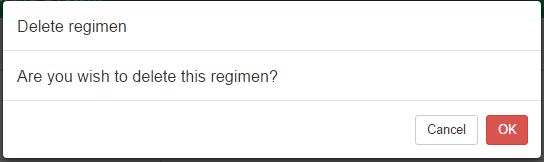 Delete regimen
Are you wish to delete this regimen?
Cancel OK